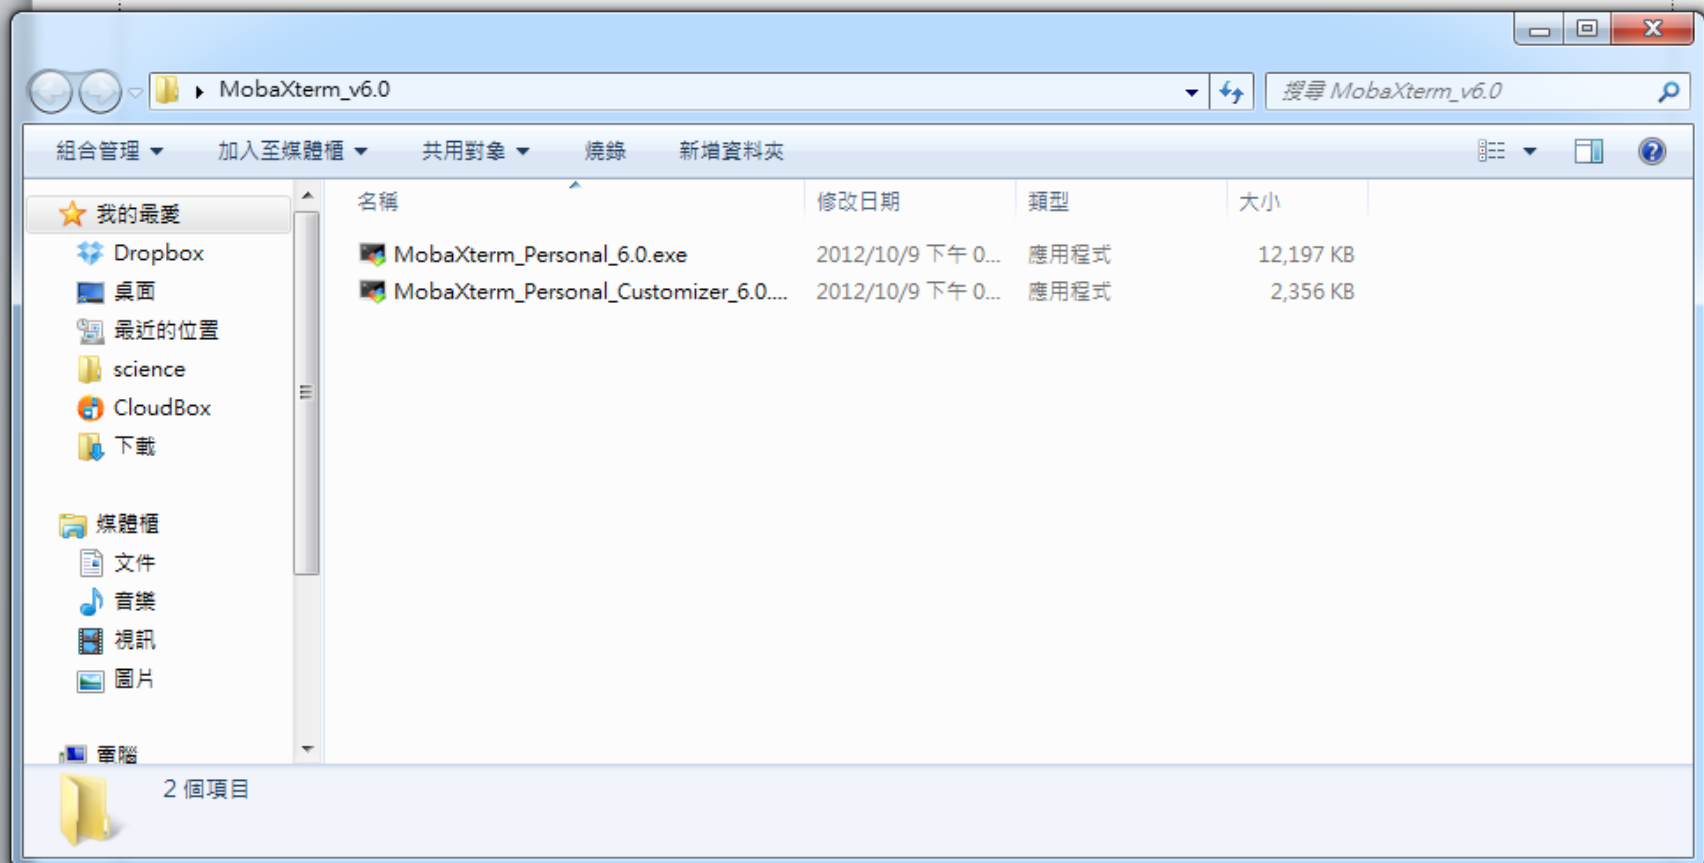 MobaXterm_v6.0
搜尋 MobaXterm_v6.0
組合管理 加入至媒體櫃 共用對象 燒錄 新增資料夾
名稱 修改日期 類型 大小
MobaXterm_Personal_6.0.exe 2012/10/9 下午 0... 應用程式 12,197 KB
MobaXterm_Personal_Customizer_6.0.... 2012/10/9 下午 0... 應用程式 2,356 KB
我的最愛
Dropbox
桌面
最近的位置
science
CloudBox
下載
媒體櫃
文件
音樂
視訊
圖片
電腦
2 個項目